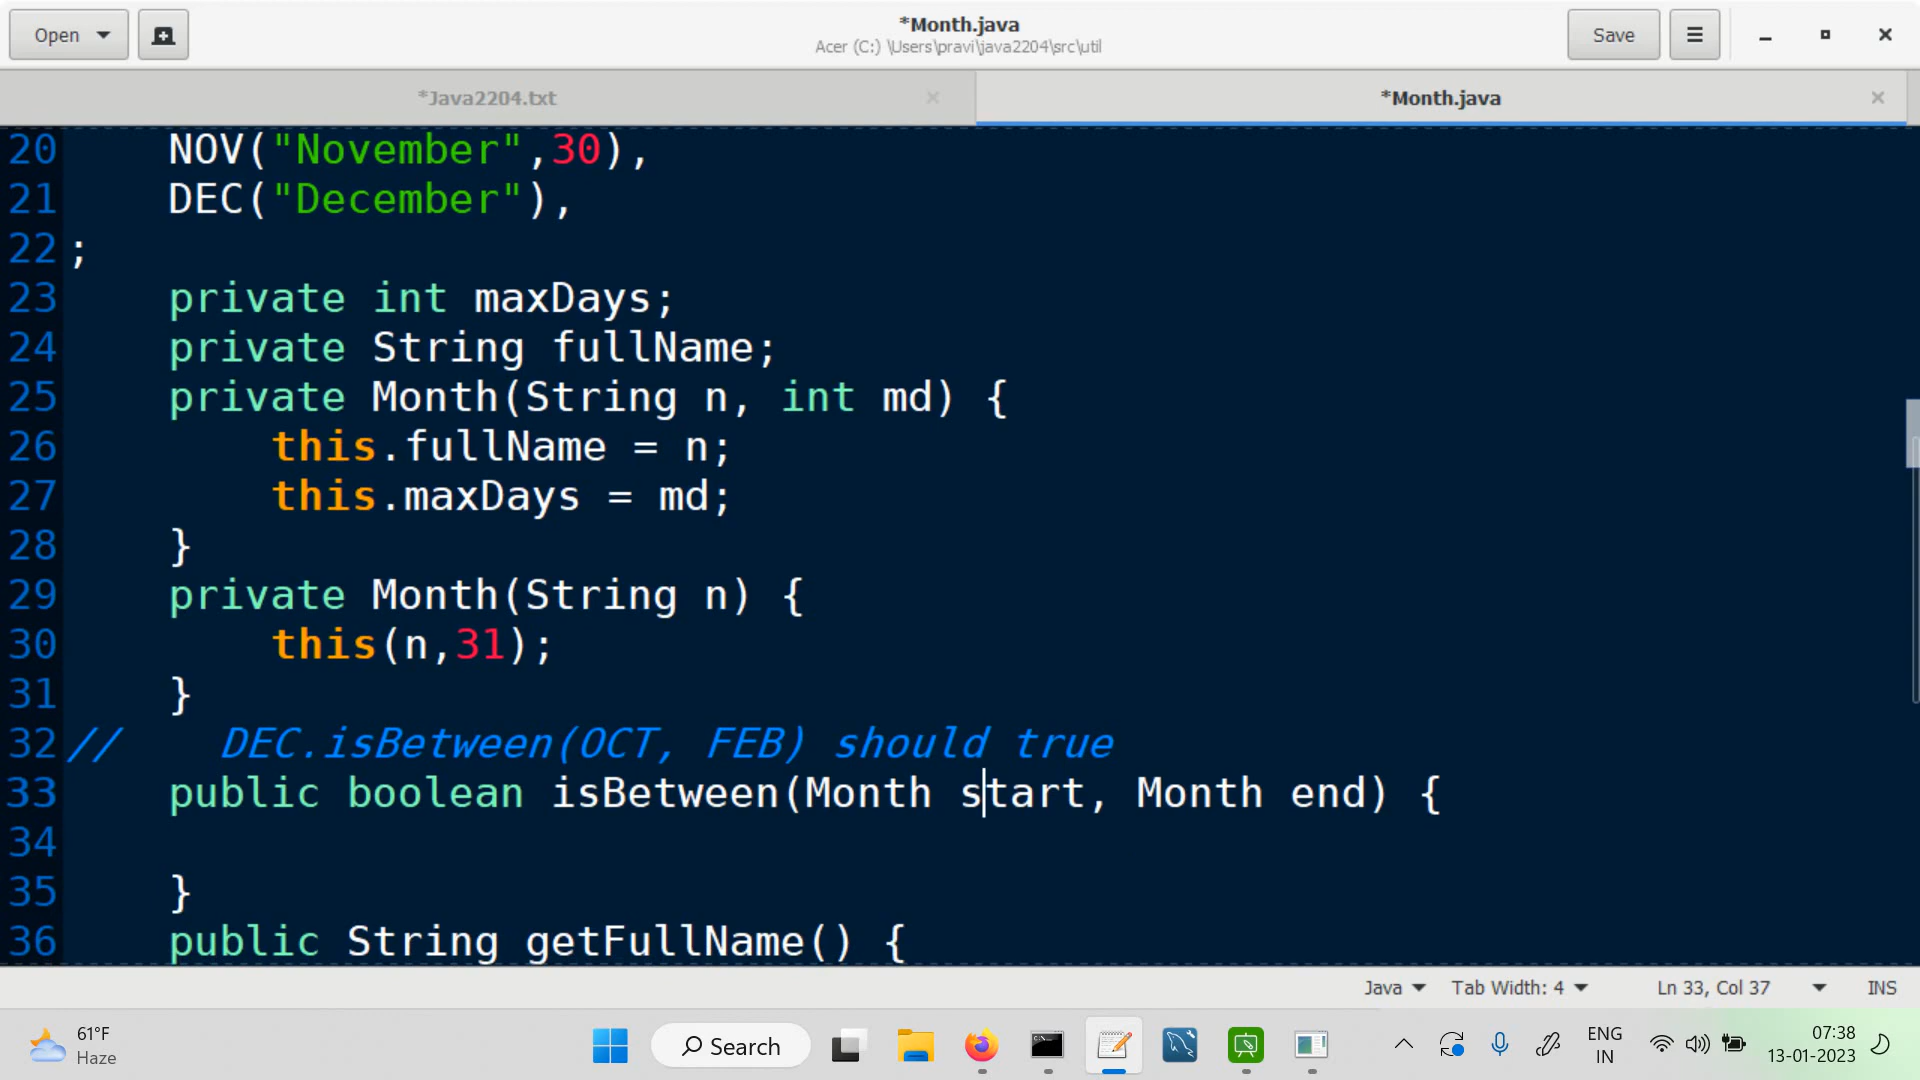 Open
*Month.java
Acer (C:) \Users\pravi\java2204\src\util
Save
*Java2204.txt
*Month.java
20 NOV("November",30),
21 DEC("December"),
22 ;
23 private int maxDays;
24 private String fullName;
25 private Month(String n, int md) {
26 this.fullName = n;
27 this.maxDays = md;
28 }
29 private Month(String n) {
30 this(n,31);
31 }
32 // DEC.isBetween(OCT, FEB) should true
33 public boolean isBetween(Month start, Month end) {
34
35 }
36 public String getFullName() {
Java Tab Width: 4 Ln 33, Col 37 INS
61°F
Haze
Search
ENG
IN
07:38
13-01-2023